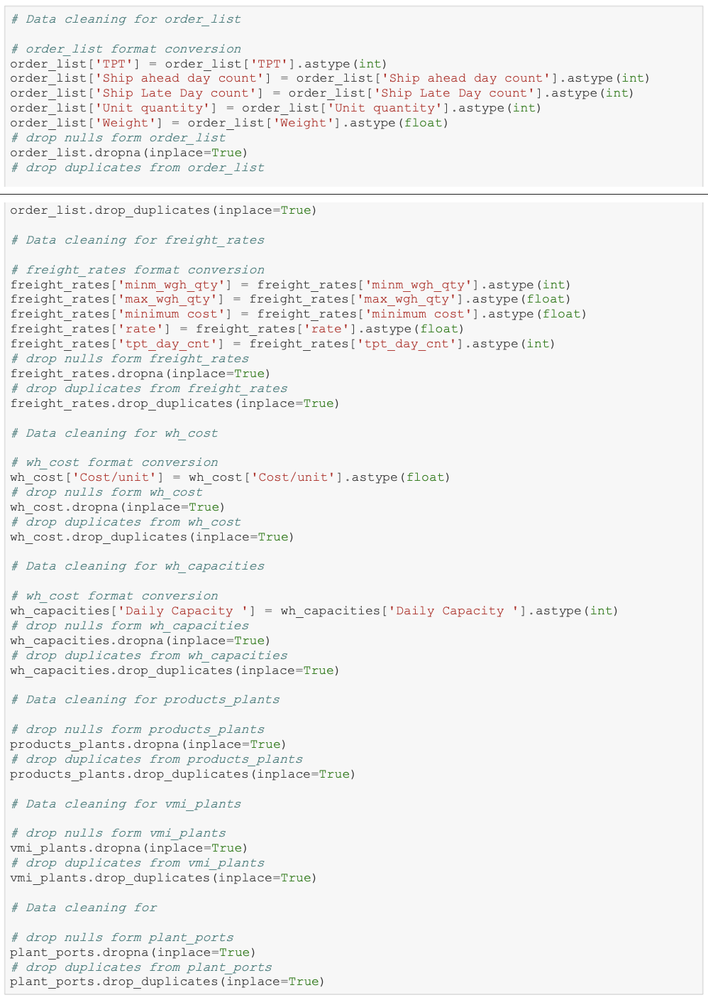 # Data cleaning for order_list
# order_list format conversion
order_list['TPT'] = order_list['TPT'].astype(int)
order_list['Ship ahead day count'] = order_list['Ship ahead day count'].astype(int)
order_list['Ship Late Day count'] = order_list['Ship Late Day count'].astype(int)
order_list['Unit quantity'] = order_list['Unit quantity'].astype(int)
order_list['Weight'] = order_list['Weight'].astype(float)
# drop nulls form order_list
order_list.dropna(inplace=True)
# drop duplicates from order_list
order_list.drop_duplicates(inplace=True)
# Data cleaning for freight_rates
# freight_rates format conversion
freight_rates['minm_wgh_qty'] = freight_rates['minm_wgh_qty'].astype(int)
freight_rates['max_wgh_qty'] = freight_rates['max_wgh_qty'].astype(float)
freight_rates['minimum cost'] = freight_rates['minimum cost'].astype(float)
freight_rates['rate'] = freight_rates['rate'].astype(float)
freight_rates['tpt_day_cnt'] = freight_rates['tpt_day_cnt'].astype(int)
# drop nulls form freight_rates
freight_rates.dropna(inplace=True)
# drop duplicates from freight_rates
freight_rates.drop_duplicates(inplace=True)
# Data cleaning for wh_cost
# wh_cost format conversion
wh_cost['Cost/unit'] = wh_cost['Cost/unit'].astype(float)
# drop nulls form wh_cost
wh_cost.dropna(inplace=True)
# drop duplicates from wh_cost
wh_cost.drop_duplicates(inplace=True)
# Data cleaning for wh_capacities
# wh_cost format conversion
wh_capacities['Daily Capacity '] = wh_capacities['Daily Capacity '].astype(int)
# drop nulls form wh_capacities
wh_capacities.dropna(inplace=True)
# drop duplicates from wh_capacities
wh_capacities.drop_duplicates(inplace=True)
# Data cleaning for products_plants
# drop nulls form products_plants
products_plants.dropna(inplace=True)
# drop duplicates from products_plants
products_plants.drop_duplicates(inplace=True)
# Data cleaning for vmi_plants
# drop nulls form vmi_plants
vmi_plants.dropna(inplace=True)
# drop duplicates from vmi_plants
vmi_plants.drop_duplicates(inplace=True)
# Data cleaning for
# drop nulls form plant_ports
plant_ports.dropna(inplace=True)
# drop duplicates from plant_ports
plant_ports.drop_duplicates(inplace=True)